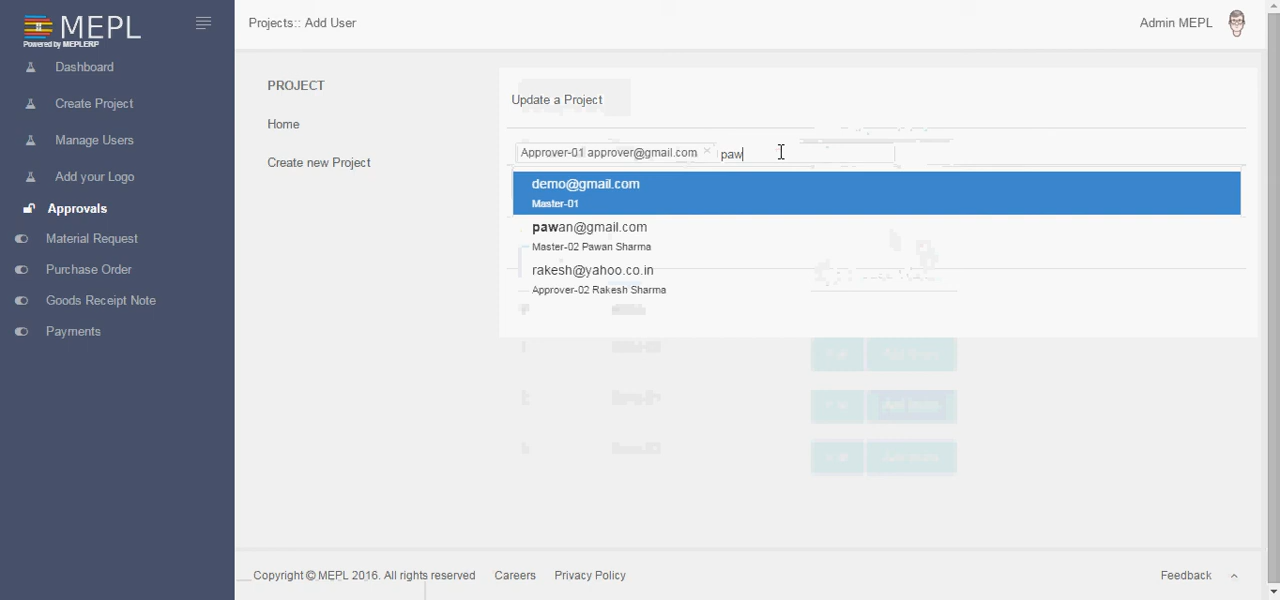 MEPL
Powered by MEPLERP
Projects:: Add User
Admin MEPL
Dashboard
Create Project
Manage Users
Add your Logo
Approvals
Material Request
Purchase Order
Goods Receipt Note
Payments
PROJECT
Home
Create new Project
Update a Project
Approver-01 approver@gmail.com × paw
demo@gmail.com
Master-01
pawan@gmail.com
Master-02 Pawan Sharma
rakesh@yahoo.co.in
Approver-02 Rakesh Sharma
Copyright © MEPL 2016. All rights reserved
Careers
Privacy Policy
Feedback